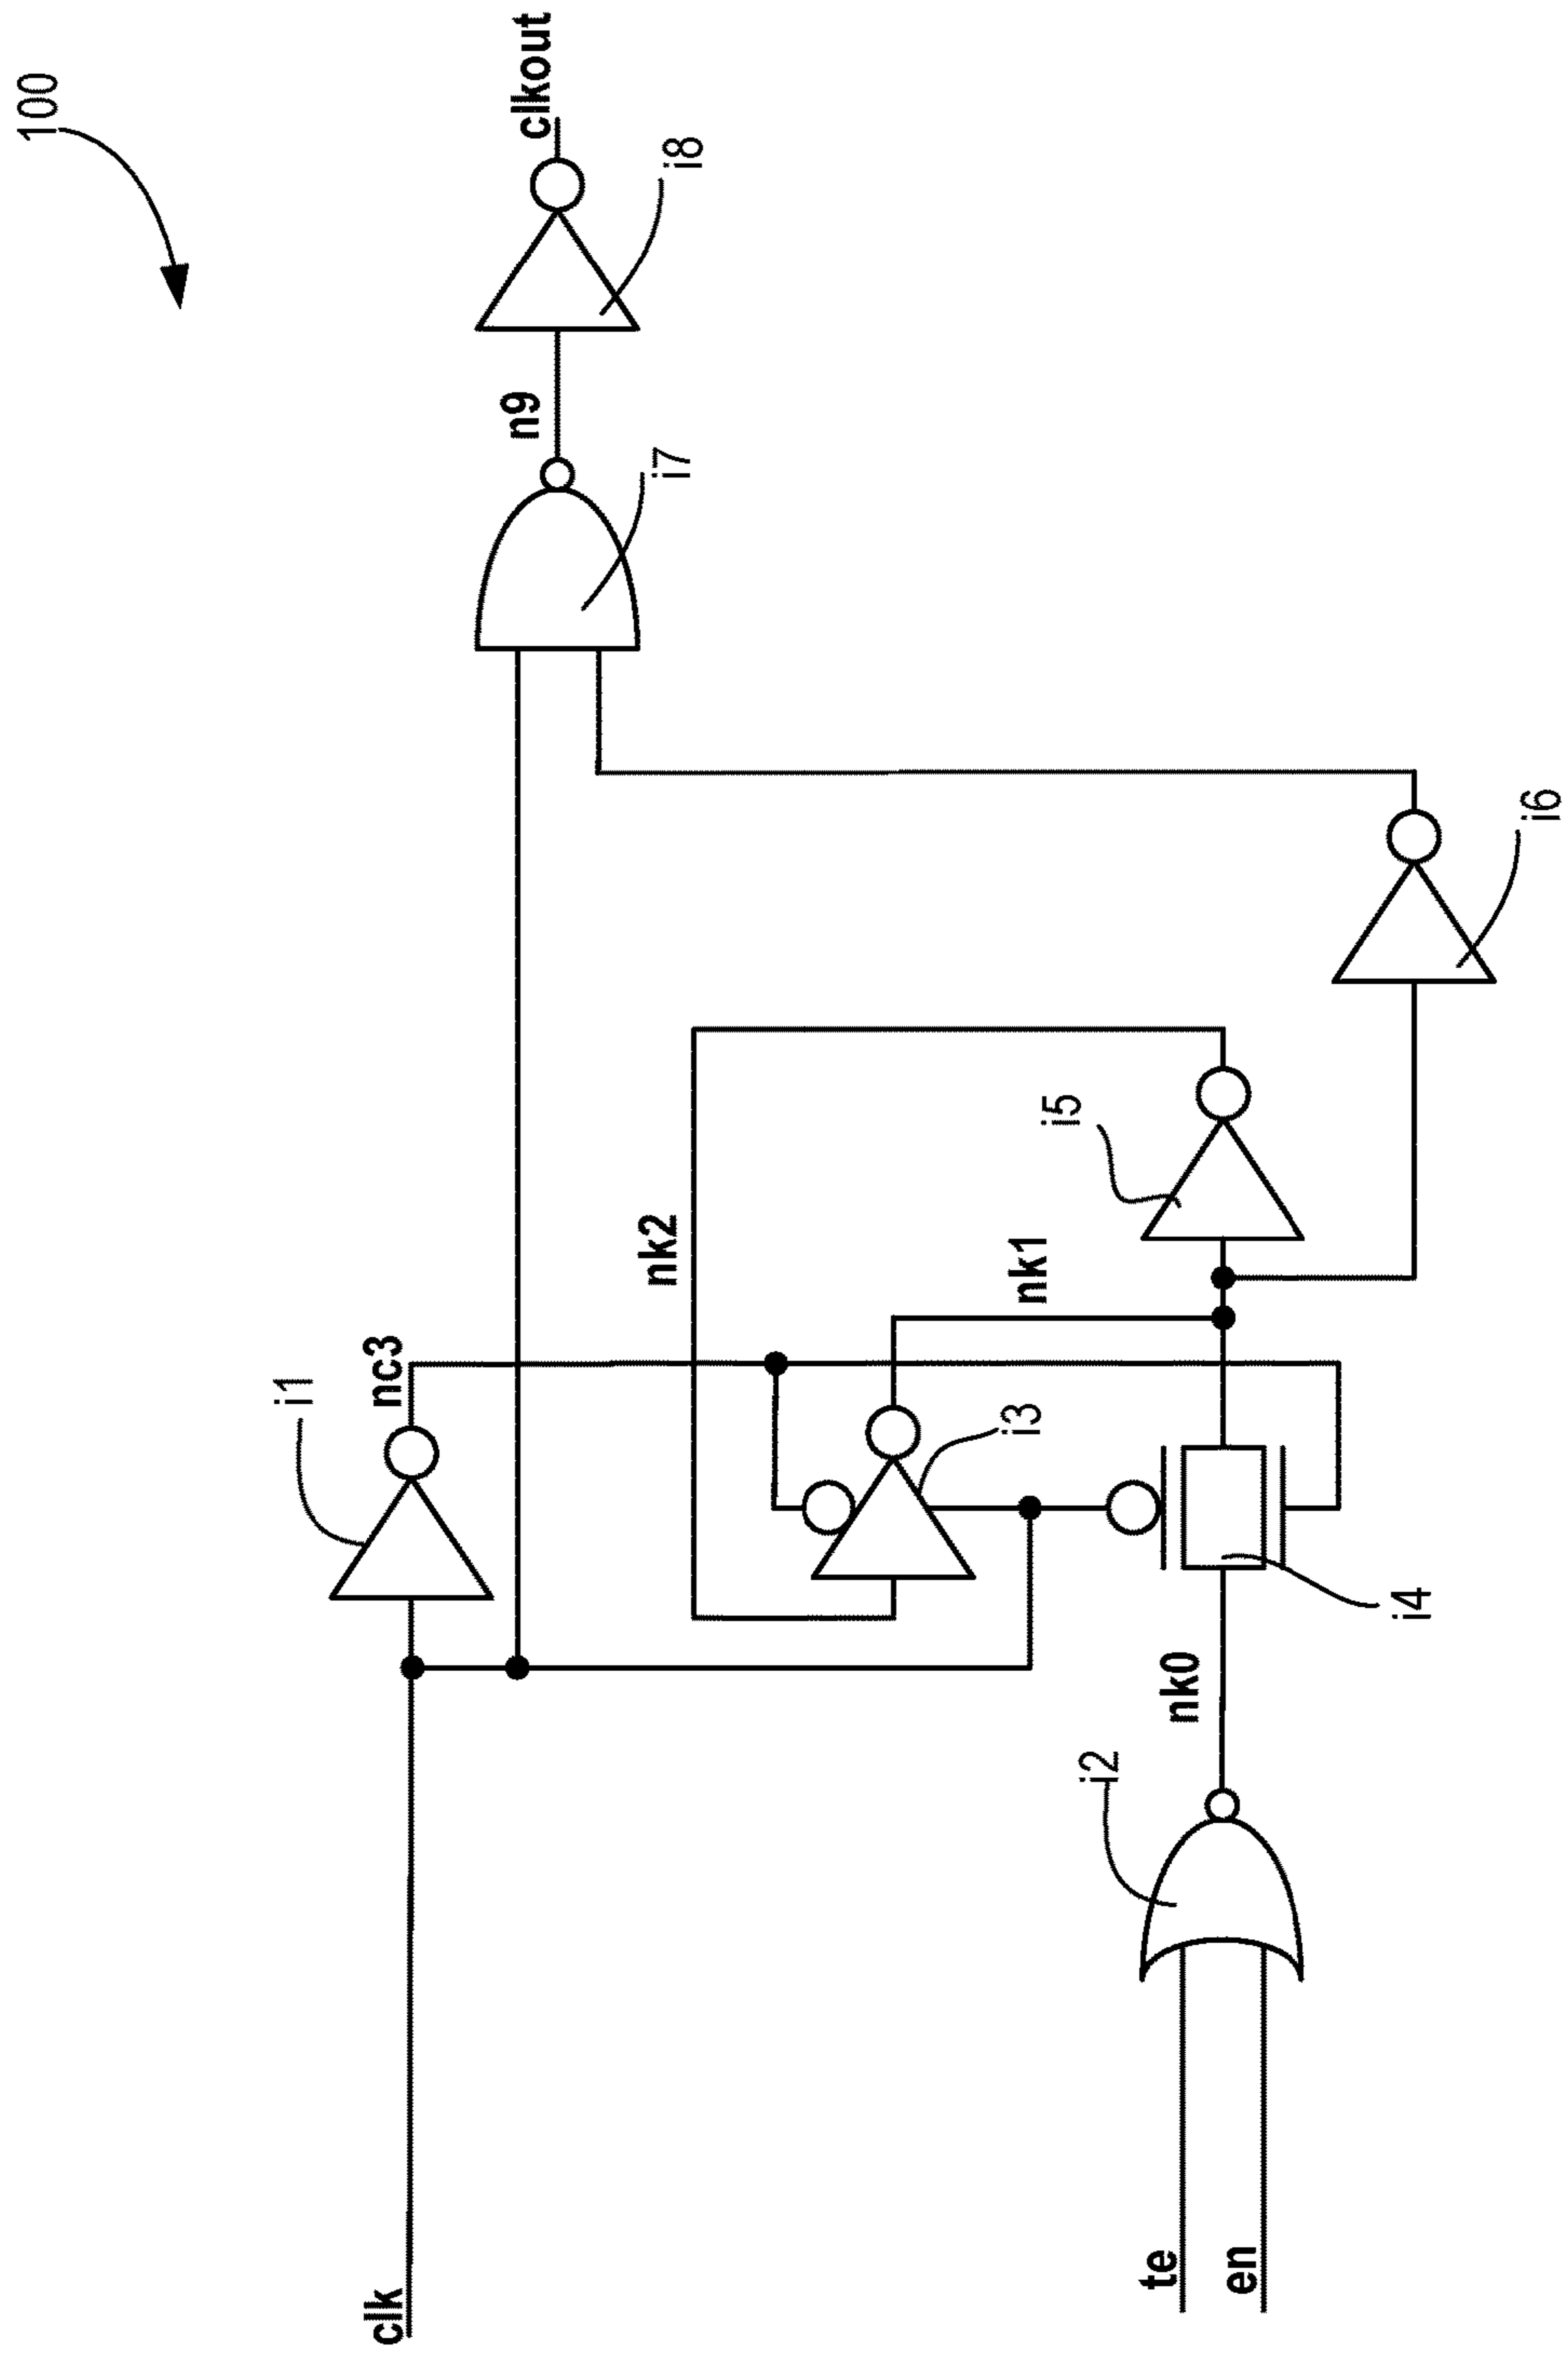 100
clk
i1
nc3
n9
clkout
i7
i8
nk2
i3
nk1
i5
te
en
i2
nk0
i4
i6